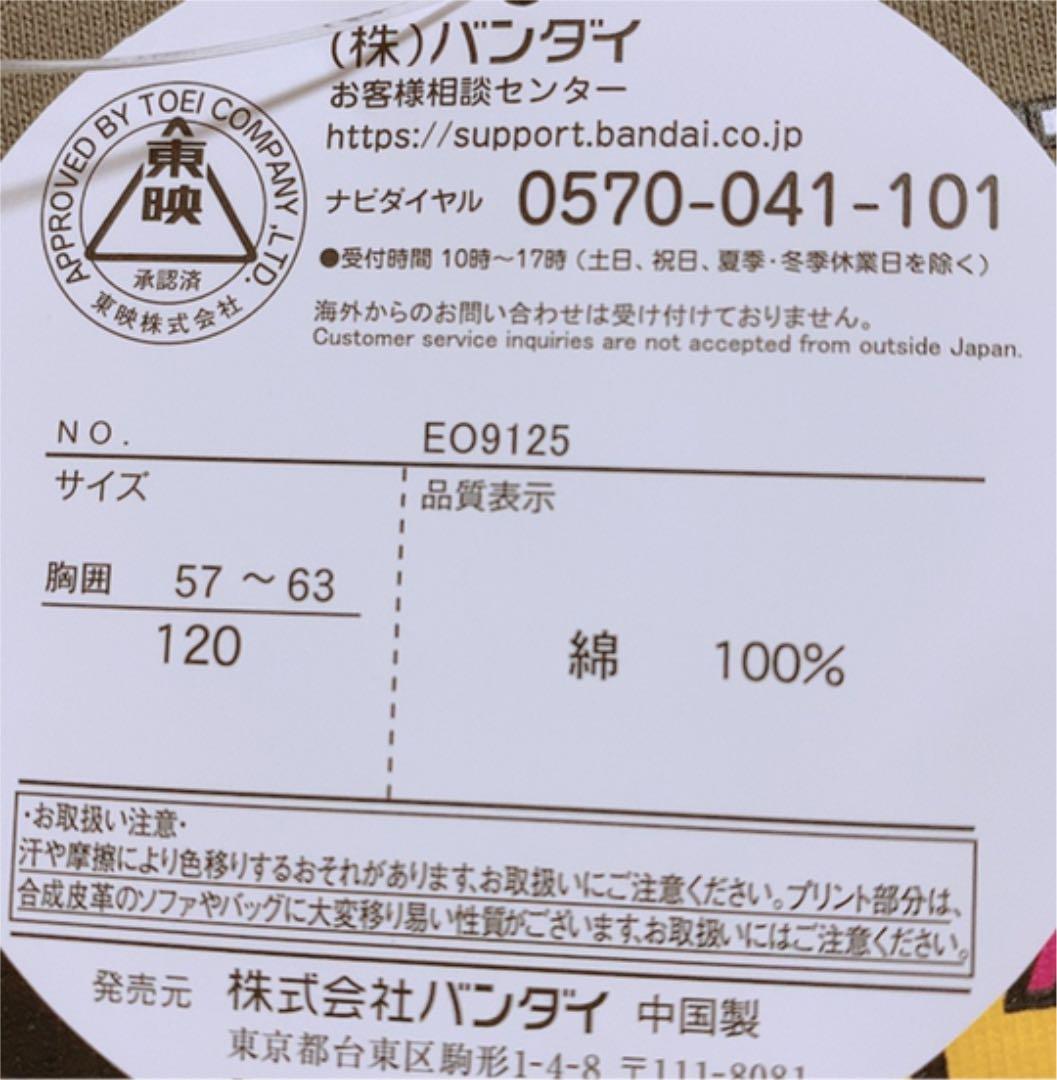 (株)バンダイ
お客様相談センター
https://support.bandai.co.jp
ナビダイヤル 0570-041-101
●受付時間 10時～17時（土日、祝日、夏季・冬季休業日を除く）
海外からのお問い合わせは受け付けておりません。
Customer service inquiries are not accepted from outside Japan.
APPROVED BY TOEI COMPANY ,LTD.
東映
承認済
東映株式会社
NO. EO9125
サイズ 品質表示
胸囲 57 ～ 63
120
綿 100%
・お取扱い注意・
汗や摩擦により色移りするおそれがあります、お取扱いにご注意ください。プリント部分は、
合成皮革のソファやバッグに大変移り易い性質がございます、お取扱いにはご注意ください。
発売元 株式会社バンダイ 中国製
東京都台東区駒形1-4-8 〒111-8081